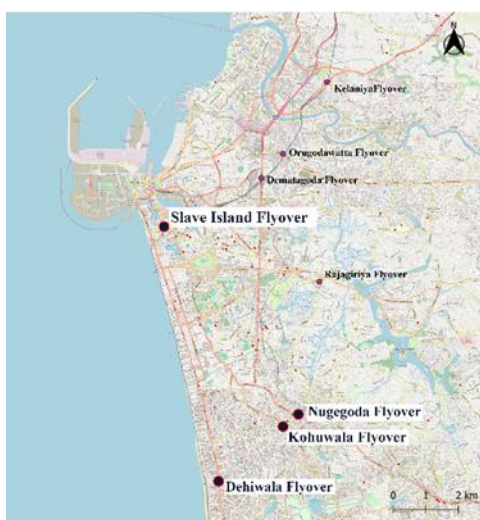 N
KelaniyaFlyover
Orugodawatta Flyover
Dematagoda Flyover
Slave Island Flyover
Rajagiriya Flyover
Nugegoda Flyover
Kohuwala Flyover
Dehiwala Flyover
0 1 2 km